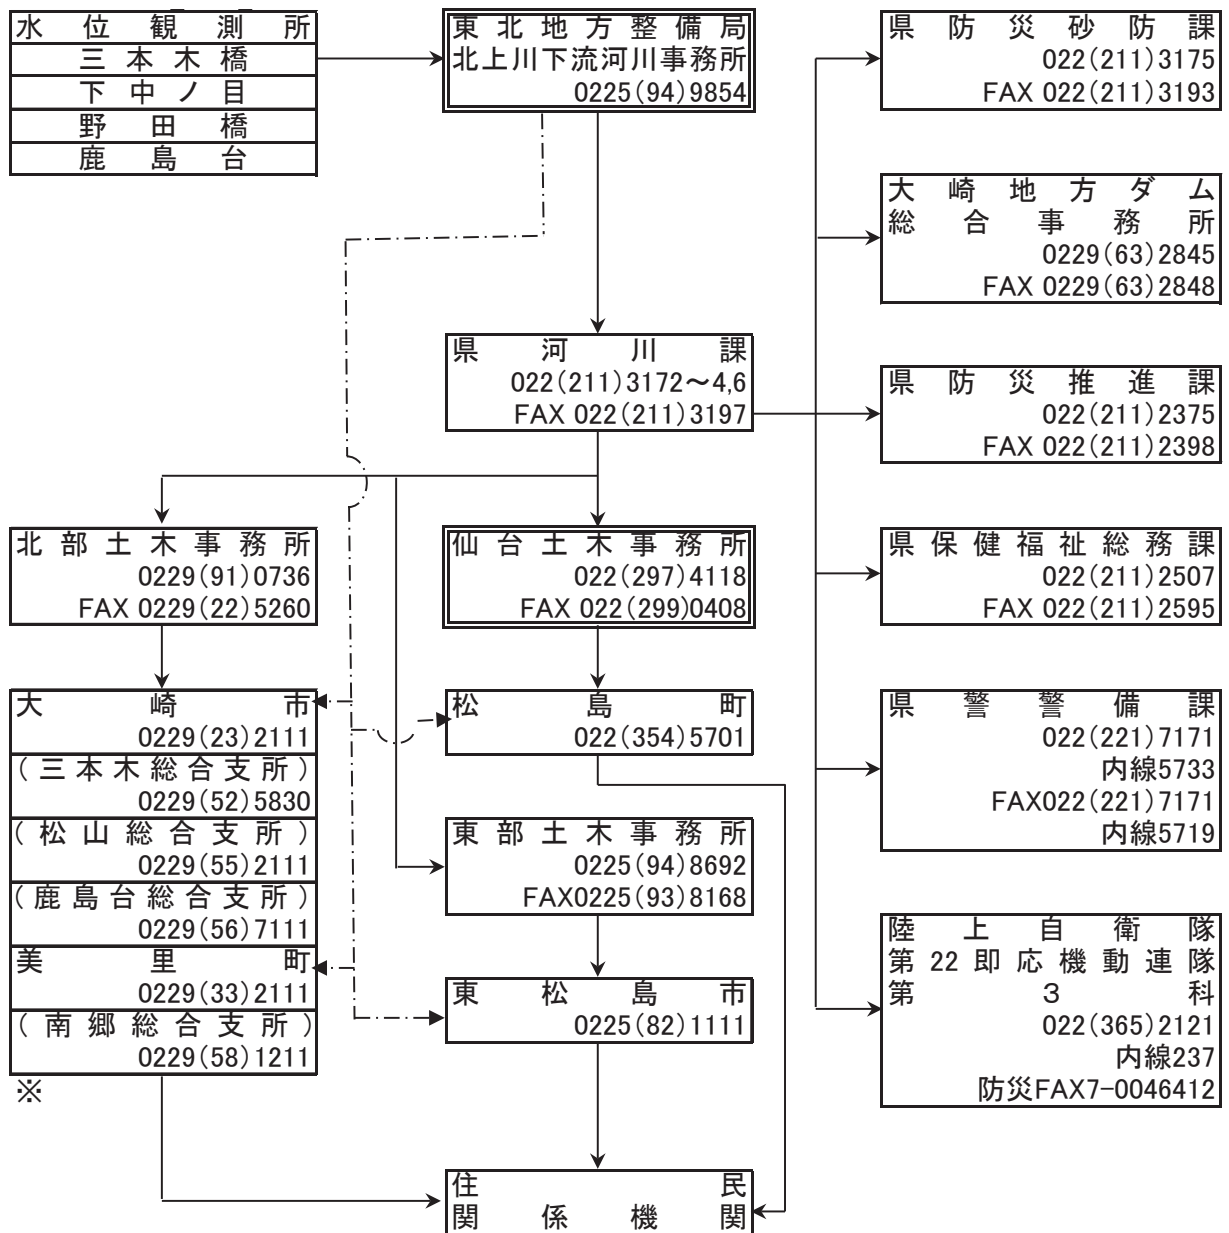 水位観測所
三本木橋
下中ノ目
野田橋
鹿島台
東北地方整備局
北上川下流河川事務所
0225(94)9854
県河川課
022(211)3172～4,6
FAX 022(211)3197
北部土木事務所
0229(91)0736
FAX 0229(22)5260
大崎市
0229(23)2111
(三本木総合支所)
0229(52)5830
(松山総合支所)
0229(55)2111
(鹿島台総合支所)
0229(56)7111
美里町
0229(33)2111
(南郷総合支所)
0229(58)1211
※
仙台土木事務所
022(297)4118
FAX 022(299)0408
松島町
022(354)5701
東部土木事務所
0225(94)8692
FAX0225(93)8168
東松島市
0225(82)1111
住民
関係機関
県防災砂防課
022(211)3175
FAX 022(211)3193
大崎地方ダム
総合事務所
0229(63)2845
FAX 0229(63)2848
県防災推進課
022(211)2375
FAX 022(211)2398
県保健福祉総務課
022(211)2507
FAX 022(211)2595
県警警備課
022(221)7171
内線5733
FAX022(221)7171
内線5719
陸上自衛隊
第22即応機動連隊
第3科
022(365)2121
内線237
防災FAX7-0046412